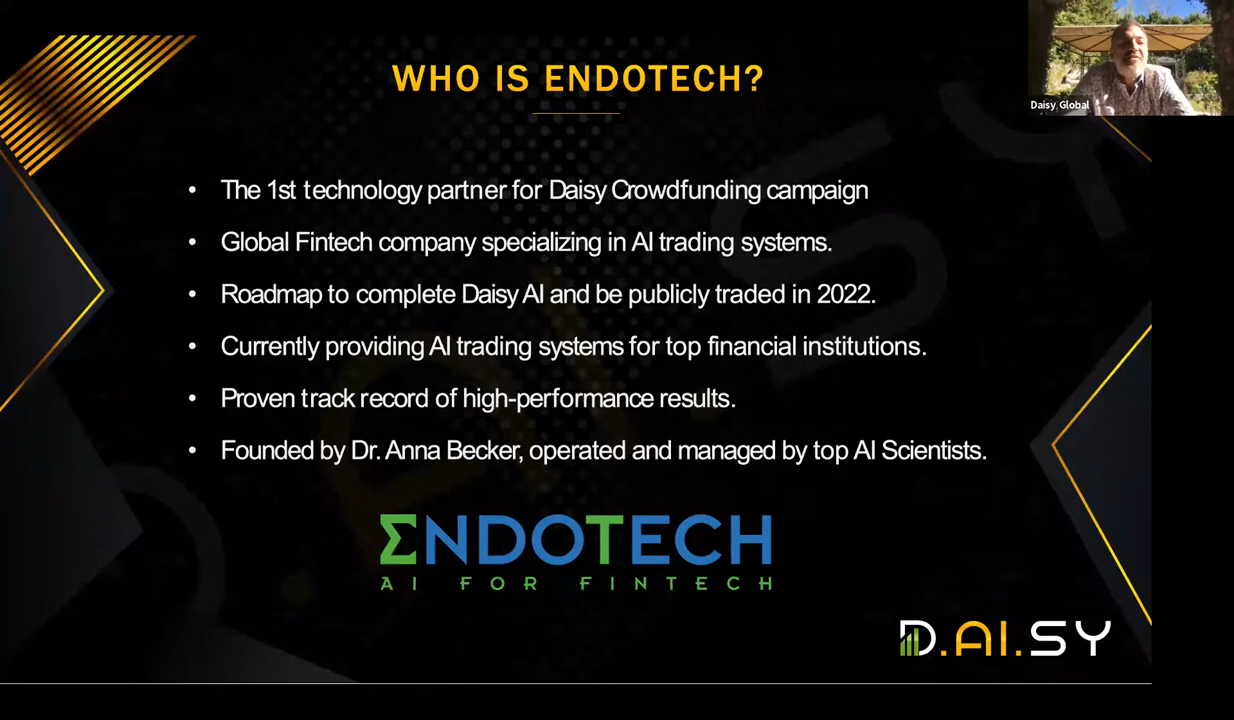 WHO IS ENDOTECH?
Daisy Global
• The 1st technology partner for Daisy Crowdfunding campaign
• Global Fintech company specializing in AI trading systems.
• Roadmap to complete Daisy AI and be publicly traded in 2022.
• Currently providing AI trading systems for top financial institutions.
• Proven track record of high-performance results.
• Founded by Dr. Anna Becker, operated and managed by top AI Scientists.
ΣNDOTECH
AI FOR FINTECH
D.AI.SY